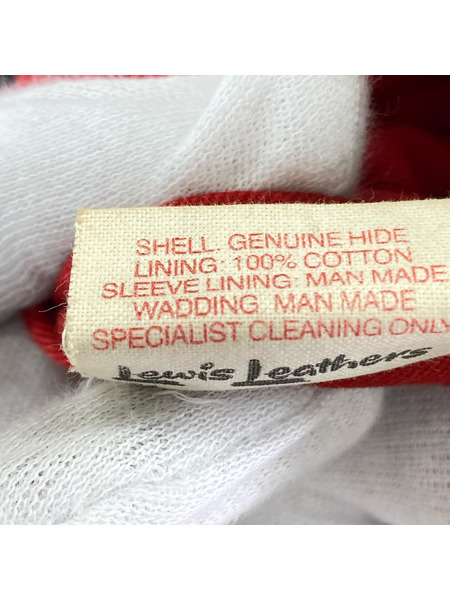 SHELL: GENUINE HIDE
LINING: 100% COTTON
SLEEVE LINING: MAN MADE
WADDING: MAN MADE
SPECIALIST CLEANING ONLY
Lewis Leathers